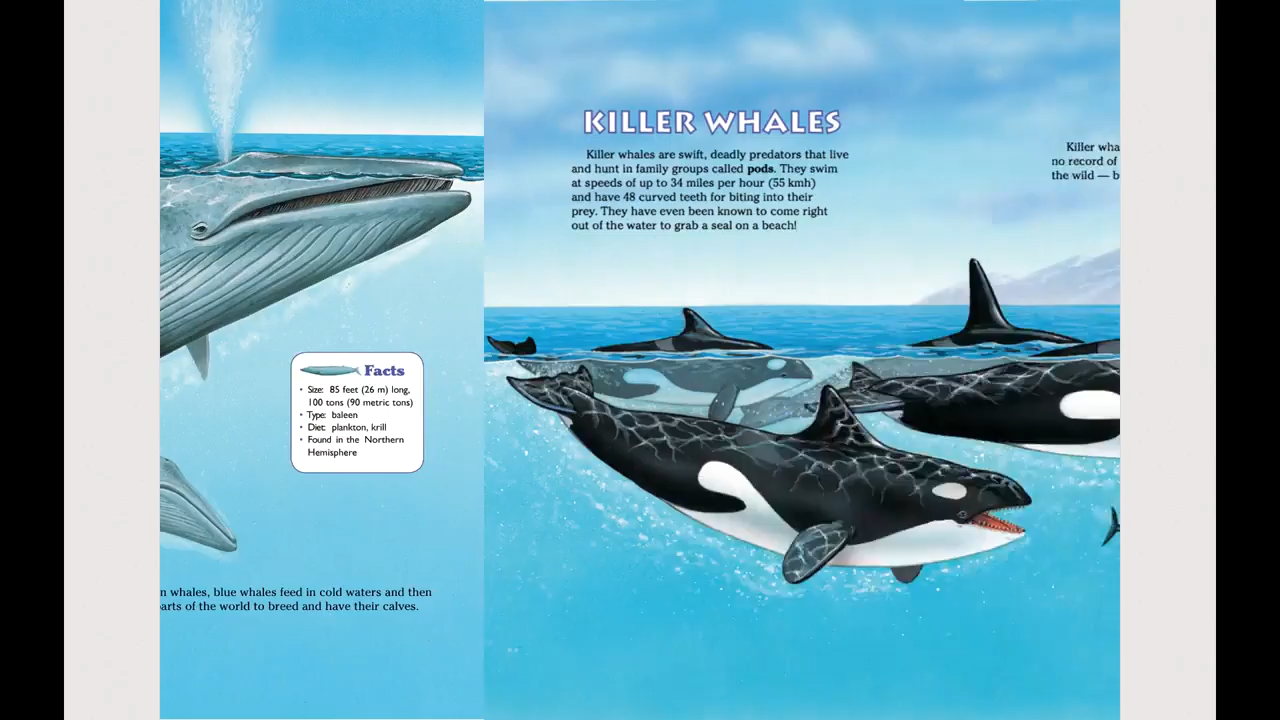 Facts
• Size: 85 feet (26 m) long,
100 tons (90 metric tons)
• Type: baleen
• Diet: plankton, krill
• Found in the Northern
Hemisphere
whales, blue whales feed in cold waters and then
of the world to breed and have their calves.
KILLER WHALES
Killer whales are swift, deadly predators that live
and hunt in family groups called pods. They swim
at speeds of up to 34 miles per hour (55 kmh)
and have 48 curved teeth for biting into their
prey. They have even been known to come right
out of the water to grab a seal on a beach!
Killer
no record of
the wild —